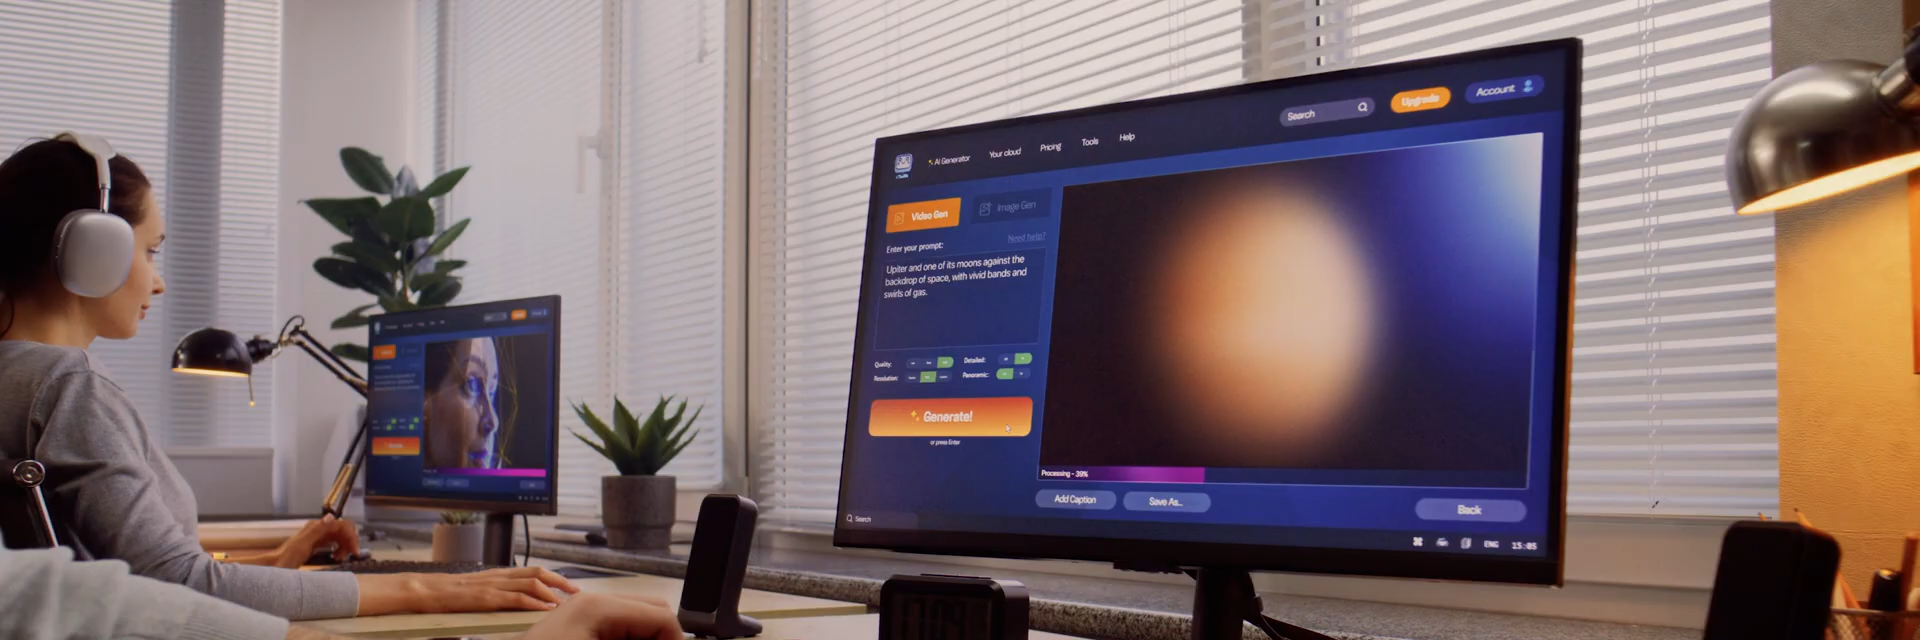 AI Generator
Your cloud
Pricing
Tools
Help
Search
Upgrade
Account
Video Gen
Image Gen
Enter your prompt:
Need help?
Upiter and one of its moons against the
backdrop of space, with vivid bands and
swirls of gas.
Quality:
Detailed:
Resolution:
Panoramic:
Generate!
or press Enter
Processing - 39%
Add Caption
Save As...
Back
Search
ENG
15:05